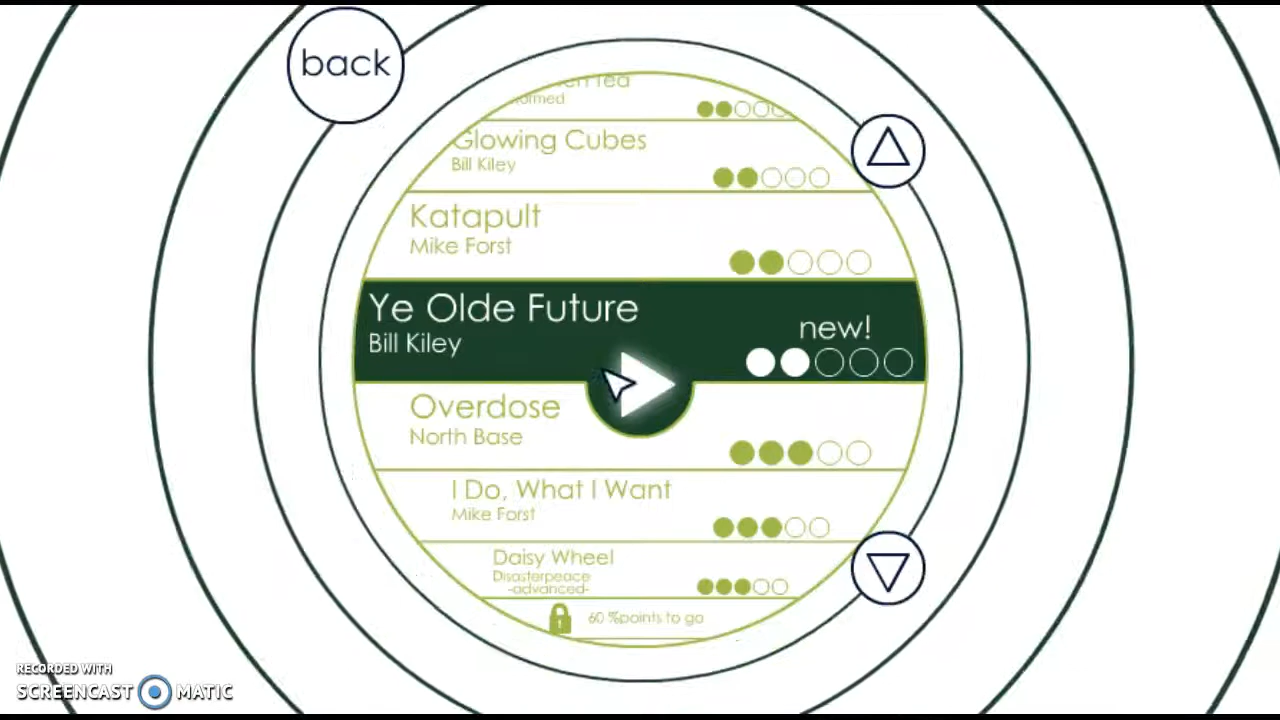 back
Tea
Glowing Cubes
Bill Kiley
Katapult
Mike Forst
Ye Olde Future
Bill Kiley
new!
Overdose
North Base
I Do, What I Want
Mike Forst
Daisy Wheel
Disasterpeace
-advanced-
60 %points to go
RECORDED WITH
SCREENCAST MATIC